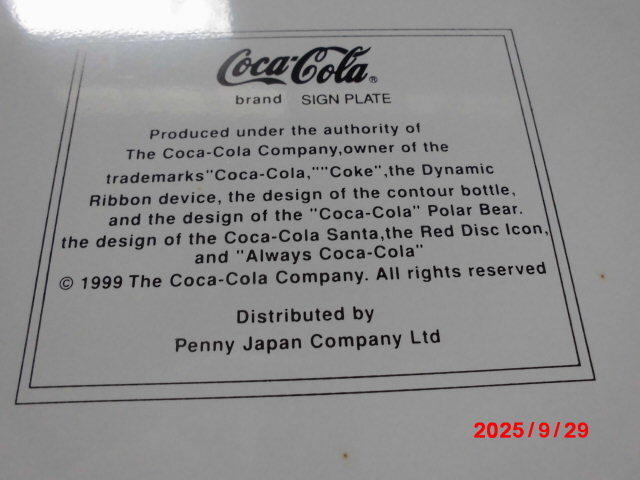 Coca-Cola®
brand SIGN PLATE
Produced under the authority of
The Coca-Cola Company,owner of the
trademarks"Coca-Cola,""Coke",the Dynamic
Ribbon device, the design of the contour bottle,
and the design of the "Coca-Cola" Polar Bear.
the design of the Coca-Cola Santa,the Red Disc Icon,
and "Always Coca-Cola"
© 1999 The Coca-Cola Company. All rights reserved
Distributed by
Penny Japan Company Ltd
2025/9/29